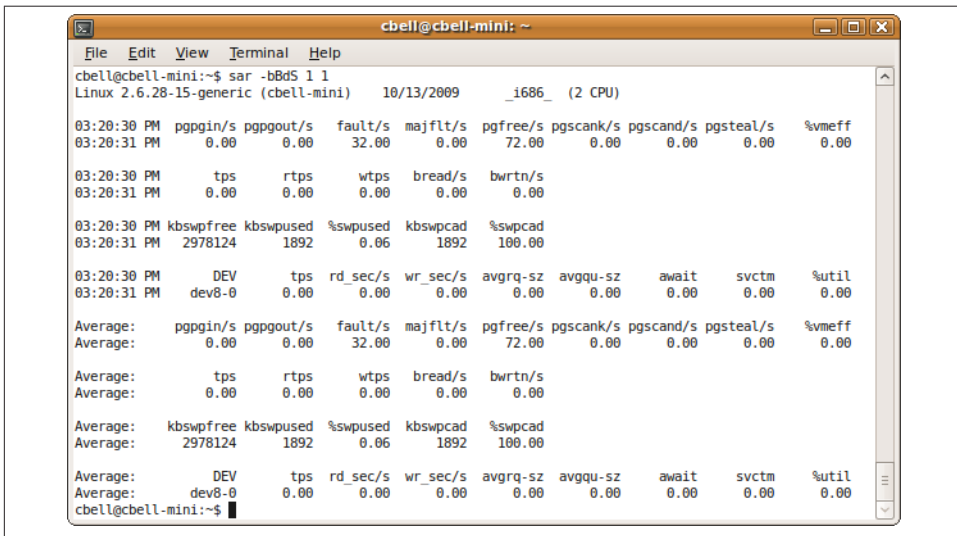 cbell@cbell-mini: ~
File Edit View Terminal Help
cbell@cbell-mini:~$ sar -bBdS 1 1
Linux 2.6.28-15-generic (cbell-mini) 10/13/2009 _i686_ (2 CPU)
03:20:30 PM pgpgin/s pgpgout/s fault/s majflt/s pgfree/s pgscank/s pgscand/s pgsteal/s %vmeff
03:20:31 PM 0.00 0.00 32.00 0.00 72.00 0.00 0.00 0.00 0.00
03:20:30 PM tps rtps wtps bread/s bwrtn/s
03:20:31 PM 0.00 0.00 0.00 0.00 0.00
03:20:30 PM kbswpfree kbswpused %swpused kbswpcad %swpcad
03:20:31 PM 2978124 1892 0.06 1892 100.00
03:20:30 PM DEV tps rd_sec/s wr_sec/s avgrq-sz avgqu-sz await svctm %util
03:20:31 PM dev8-0 0.00 0.00 0.00 0.00 0.00 0.00 0.00 0.00
Average: pgpgin/s pgpgout/s fault/s majflt/s pgfree/s pgscank/s pgscand/s pgsteal/s %vmeff
Average: 0.00 0.00 32.00 0.00 72.00 0.00 0.00 0.00 0.00
Average: tps rtps wtps bread/s bwrtn/s
Average: 0.00 0.00 0.00 0.00 0.00
Average: kbswpfree kbswpused %swpused kbswpcad %swpcad
Average: 2978124 1892 0.06 1892 100.00
Average: DEV tps rd_sec/s wr_sec/s avgrq-sz avgqu-sz await svctm %util
Average: dev8-0 0.00 0.00 0.00 0.00 0.00 0.00 0.00 0.00
cbell@cbell-mini:~$